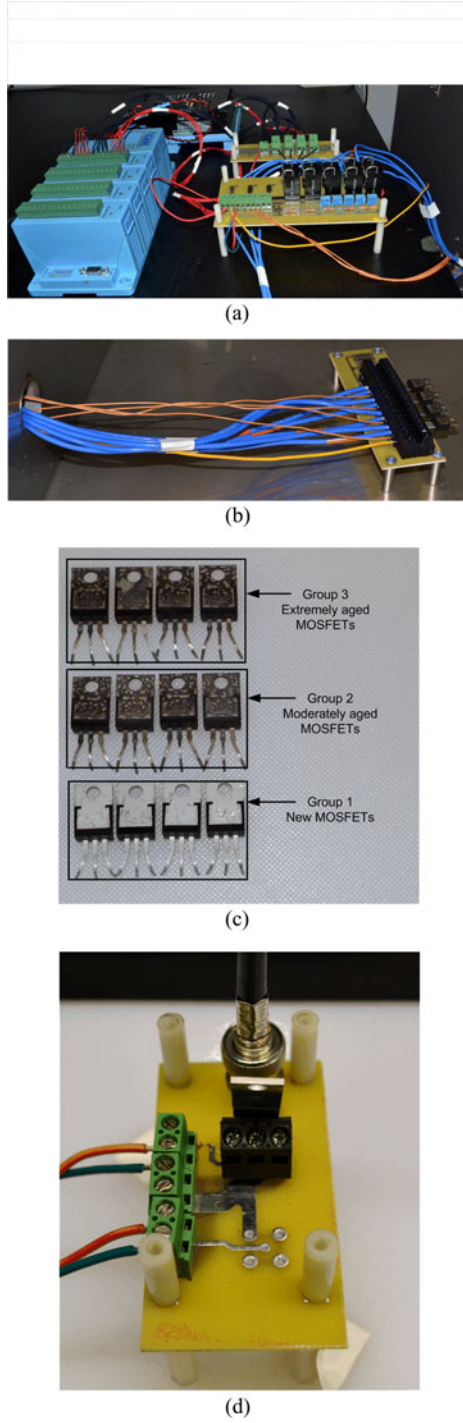 (a)
(b)
Group 3
Extremely aged
MOSFETs
Group 2
Moderately aged
MOSFETs
Group 1
New MOSFETs
(c)
(d)